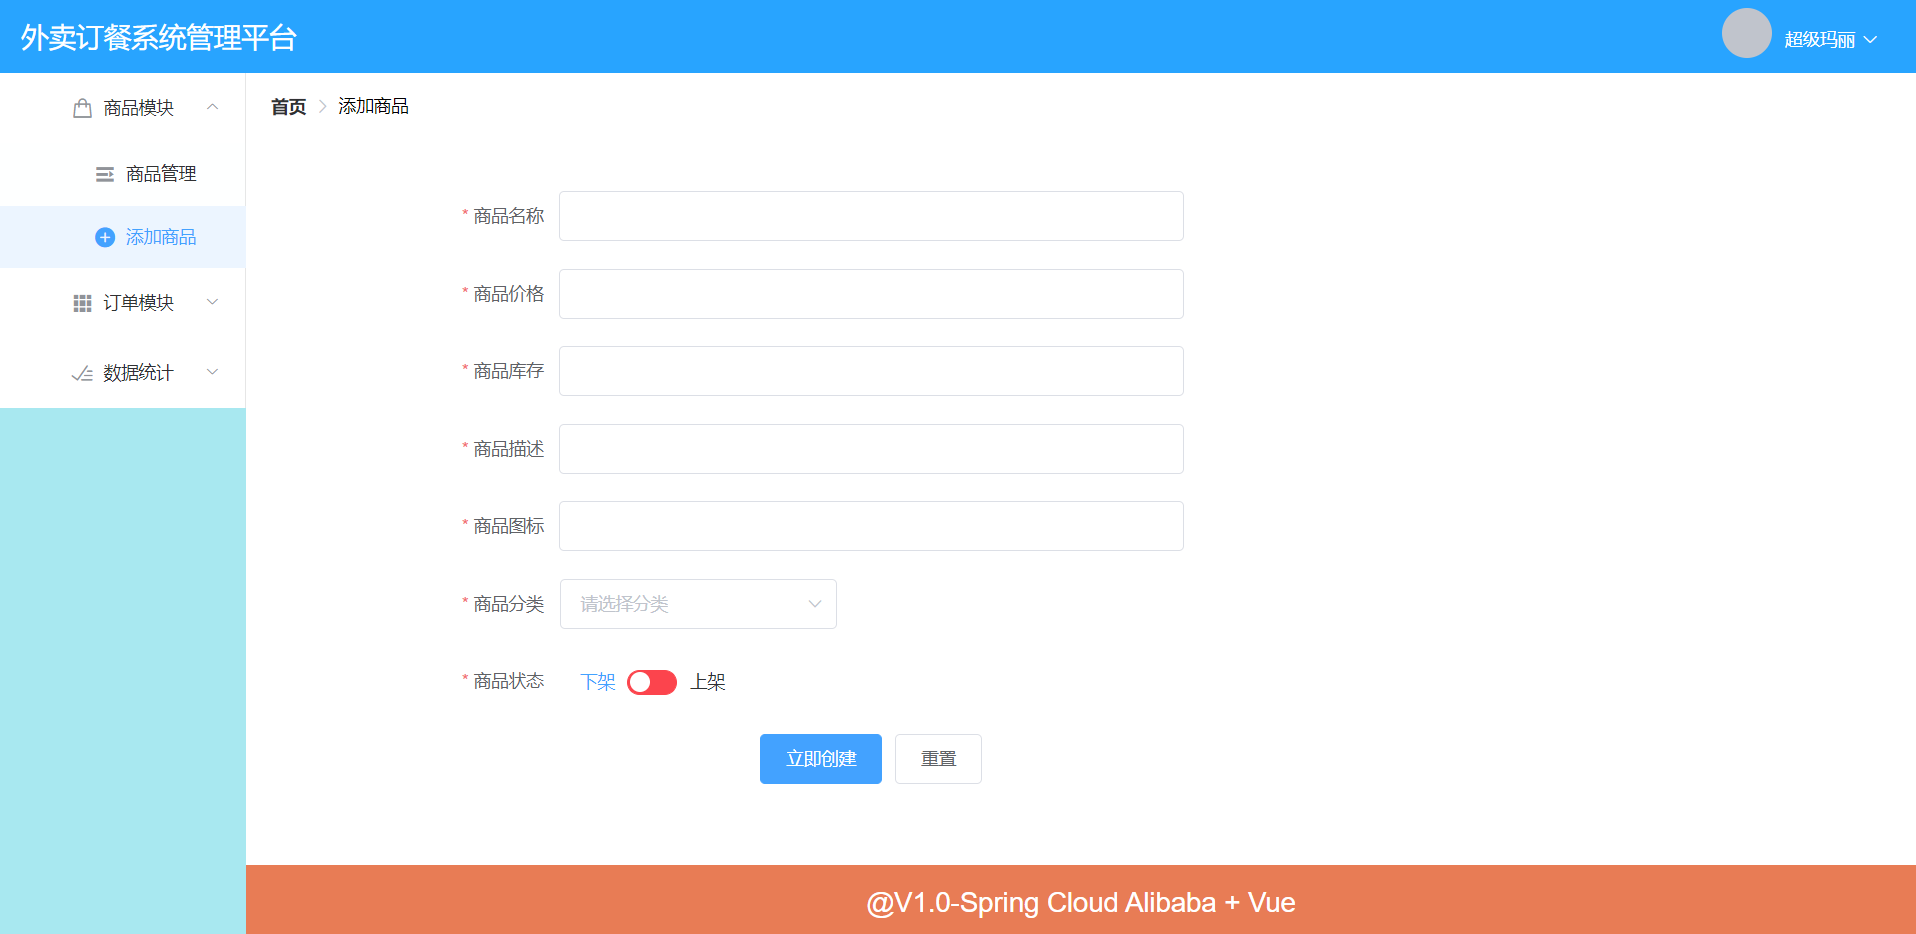 外卖订餐系统管理平台
超级玛丽
商品模块
商品管理
添加商品
订单模块
数据统计
首页 添加商品
* 商品名称
* 商品价格
* 商品库存
* 商品描述
* 商品图标
* 商品分类 请选择分类
* 商品状态 下架 上架
立即创建 重置
@V1.0-Spring Cloud Alibaba + Vue